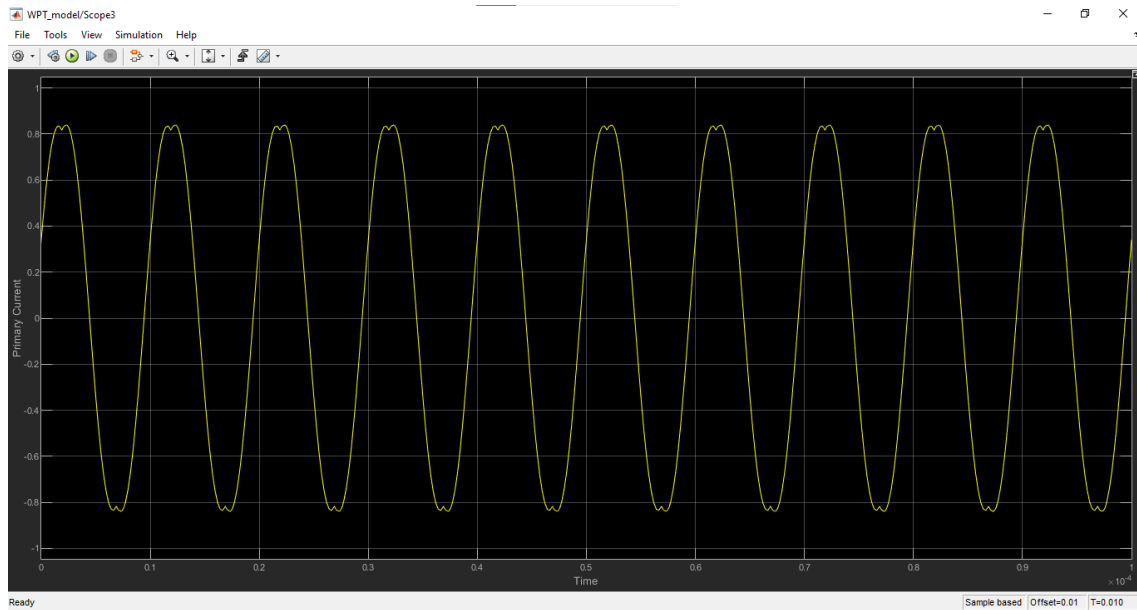 WPT_model/Scope3
File Tools View Simulation Help
1
0.8
0.6
0.4
0.2
0
-0.2
-0.4
-0.6
-0.8
-1
Primary Current
0 0.1 0.2 0.3 0.4 0.5 0.6 0.7 0.8 0.9 1
Time
×10⁻⁴
Ready Sample based Offset=0.01 T=0.010